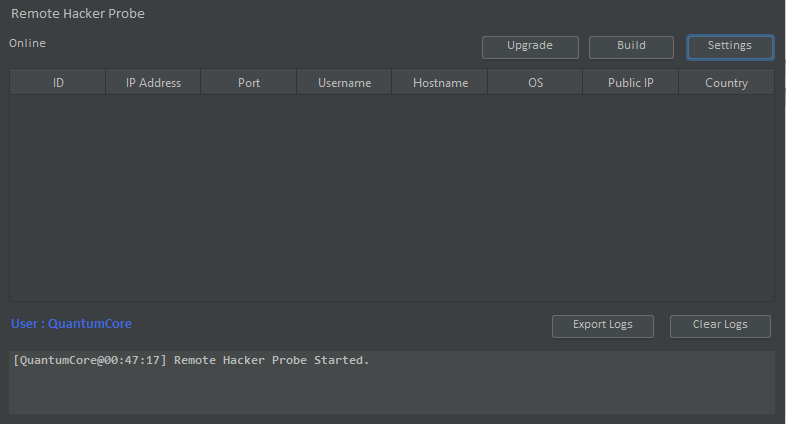 Remote Hacker Probe
Online
Upgrade Build Settings
ID IP Address Port Username Hostname OS Public IP Country
User : QuantumCore
Export Logs Clear Logs
[QuantumCore@00:47:17] Remote Hacker Probe Started.